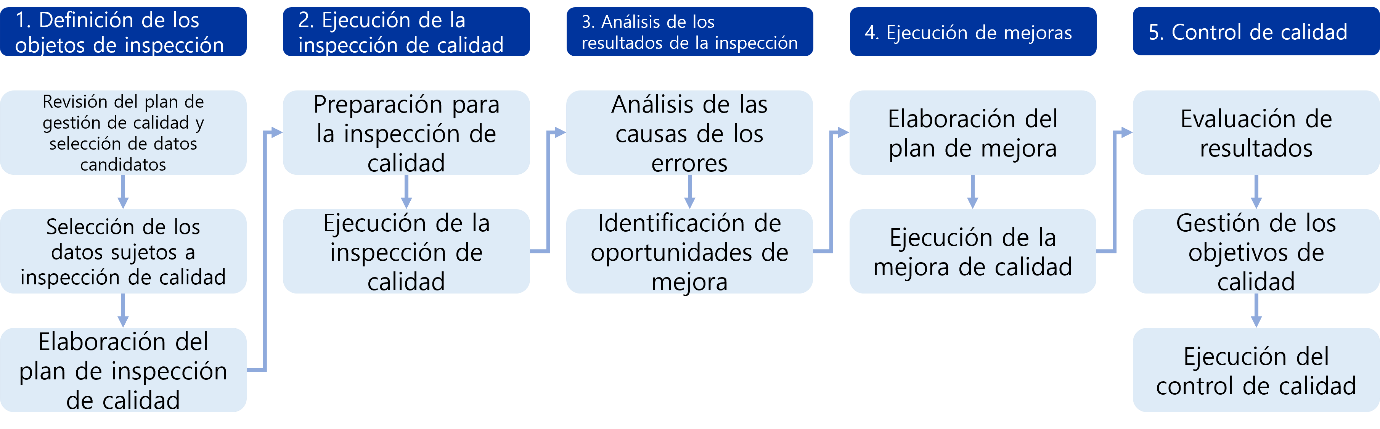 1. Definición de los
objetos de inspección
Revisión del plan de
gestión de calidad y
selección de datos
candidatos
Selección de los
datos sujetos a
inspección de calidad
Elaboración del
plan de inspección
de calidad
2. Ejecución de la
inspección de calidad
Preparación para
la inspección de
calidad
Ejecución de la
inspección de
calidad
3. Análisis de los
resultados de la inspección
Análisis de las
causas de los
errores
Identificación de
oportunidades de
mejora
4. Ejecución de mejoras
Elaboración del
plan de mejora
Ejecución de la
mejora de calidad
5. Control de calidad
Evaluación de
resultados
Gestión de los
objetivos de
calidad
Ejecución del
control de calidad